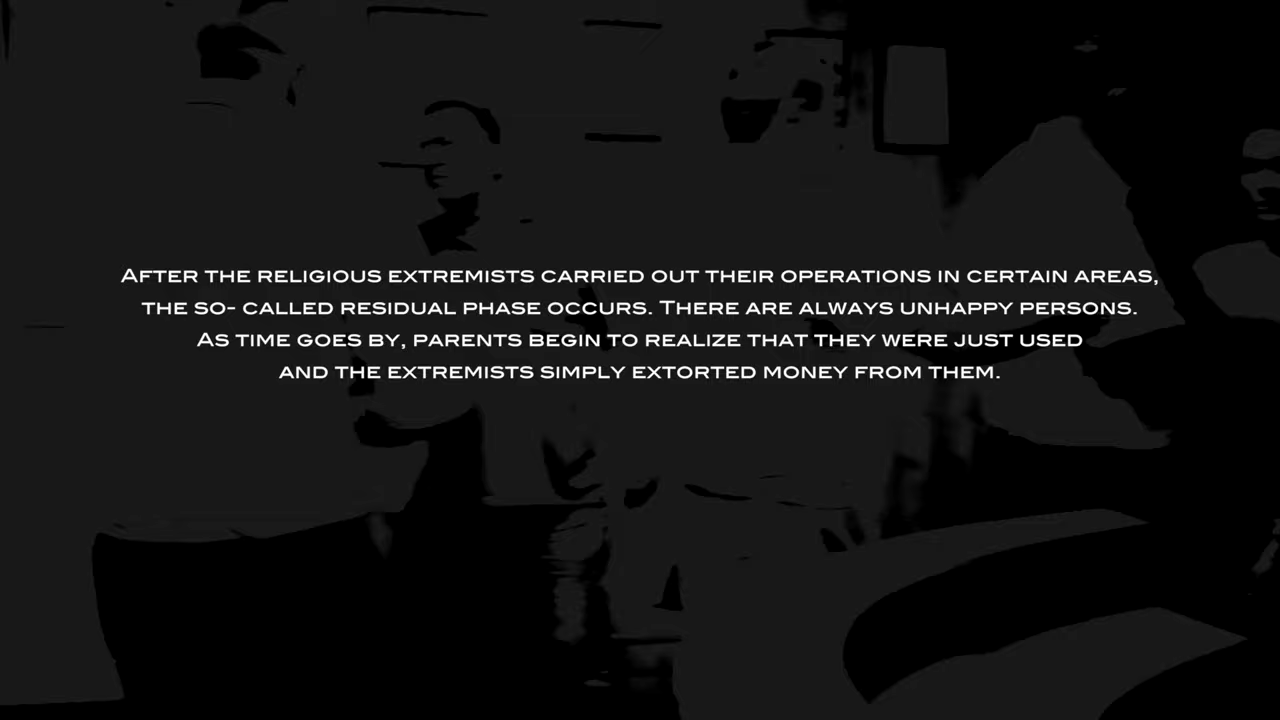 After the religious extremists carried out their operations in certain areas,
the so- called residual phase occurs. There are always unhappy persons.
As time goes by, parents begin to realize that they were just used
and the extremists simply extorted money from them.